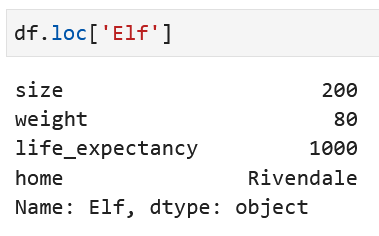 df.loc['Elf']
size 200
weight 80
life_expectancy 1000
home Rivendale
Name: Elf, dtype: object